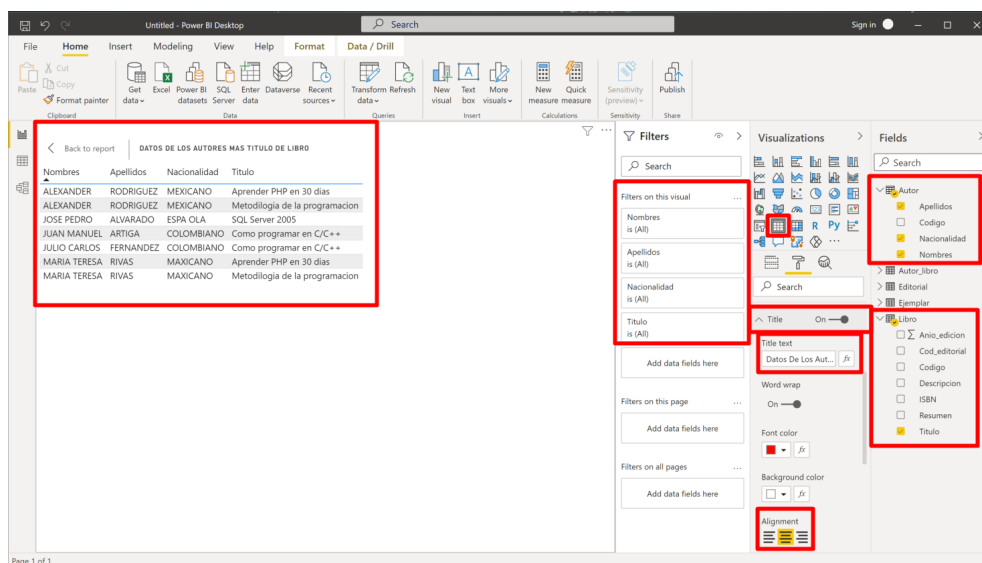 Untitled - Power BI Desktop
Search
Sign in
File Home Insert Modeling View Help Format Data / Drill
Paste
Cut
Copy
Format painter
Clipboard
Get data
Excel
Power BI datasets
SQL Server
Enter data
Dataverse
Recent sources
Data
Transform data
Refresh
Queries
New visual
Text box
More visuals
Insert
New measure
Quick measure
Calculations
Sensitivity (preview)
Sensitivity
Publish
Share
Back to report DATOS DE LOS AUTORES MAS TITULO DE LIBRO
Nombres Apellidos Nacionalidad Titulo
ALEXANDER RODRIGUEZ MEXICANO Aprender PHP en 30 dias
ALEXANDER RODRIGUEZ MEXICANO Metodilogia de la programacion
JOSE PEDRO ALVARADO ESPA OLA SQL Server 2005
JUAN MANUEL ARTIGA COLOMBIANO Como programar en C/C++
JULIO CARLOS FERNANDEZ COLOMBIANO Como programar en C/C++
MARIA TERESA RIVAS MAXICANO Aprender PHP en 30 dias
MARIA TERESA RIVAS MAXICANO Metodilogia de la programacion
Filters
Search
Filters on this visual ...
Nombres
is (All)
Apellidos
is (All)
Nacionalidad
is (All)
Titulo
is (All)
Add data fields here
Filters on this page ...
Add data fields here
Filters on all pages ...
Add data fields here
Visualizations
R Py
...
Search
Title On
Title text
Datos De Los Aut... fx
Word wrap
On
Font color
fx
Background color
fx
Alignment
Fields
Search
Autor
Apellidos
Codigo
Nacionalidad
Nombres
Autor_libro
Editorial
Ejemplar
Libro
Σ Anio_edicion
Cod_editorial
Codigo
Descripcion
ISBN
Resumen
Titulo
Page 1 of 1